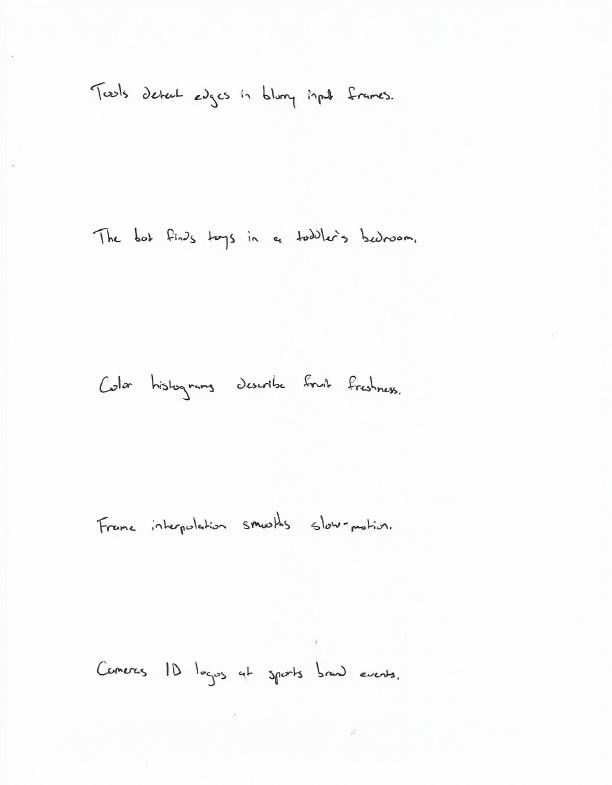 Tools detect edges in blurry input frames.
The bot finds toys in a toddler's bedroom.
Color histograms describe fruit freshness.
Frame interpolation smooths slow-motion.
Cameras ID logos at sports brand events.